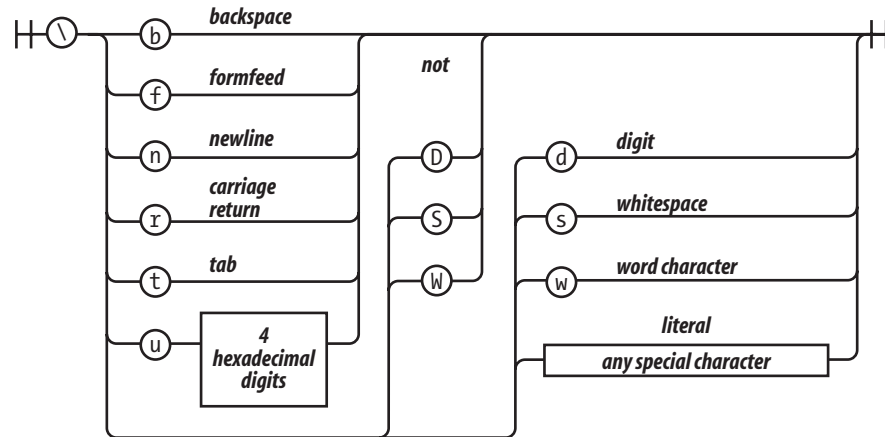 \
b backspace
not
f formfeed
n newline
D
d digit
r carriage
return
S
s whitespace
t tab
W
w word character
u 4
hexadecimal
digits
literal
any special character